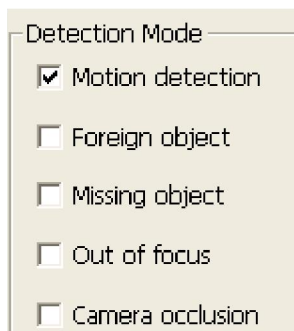 Detection Mode
Motion detection
Foreign object
Missing object
Out of focus
Camera occlusion